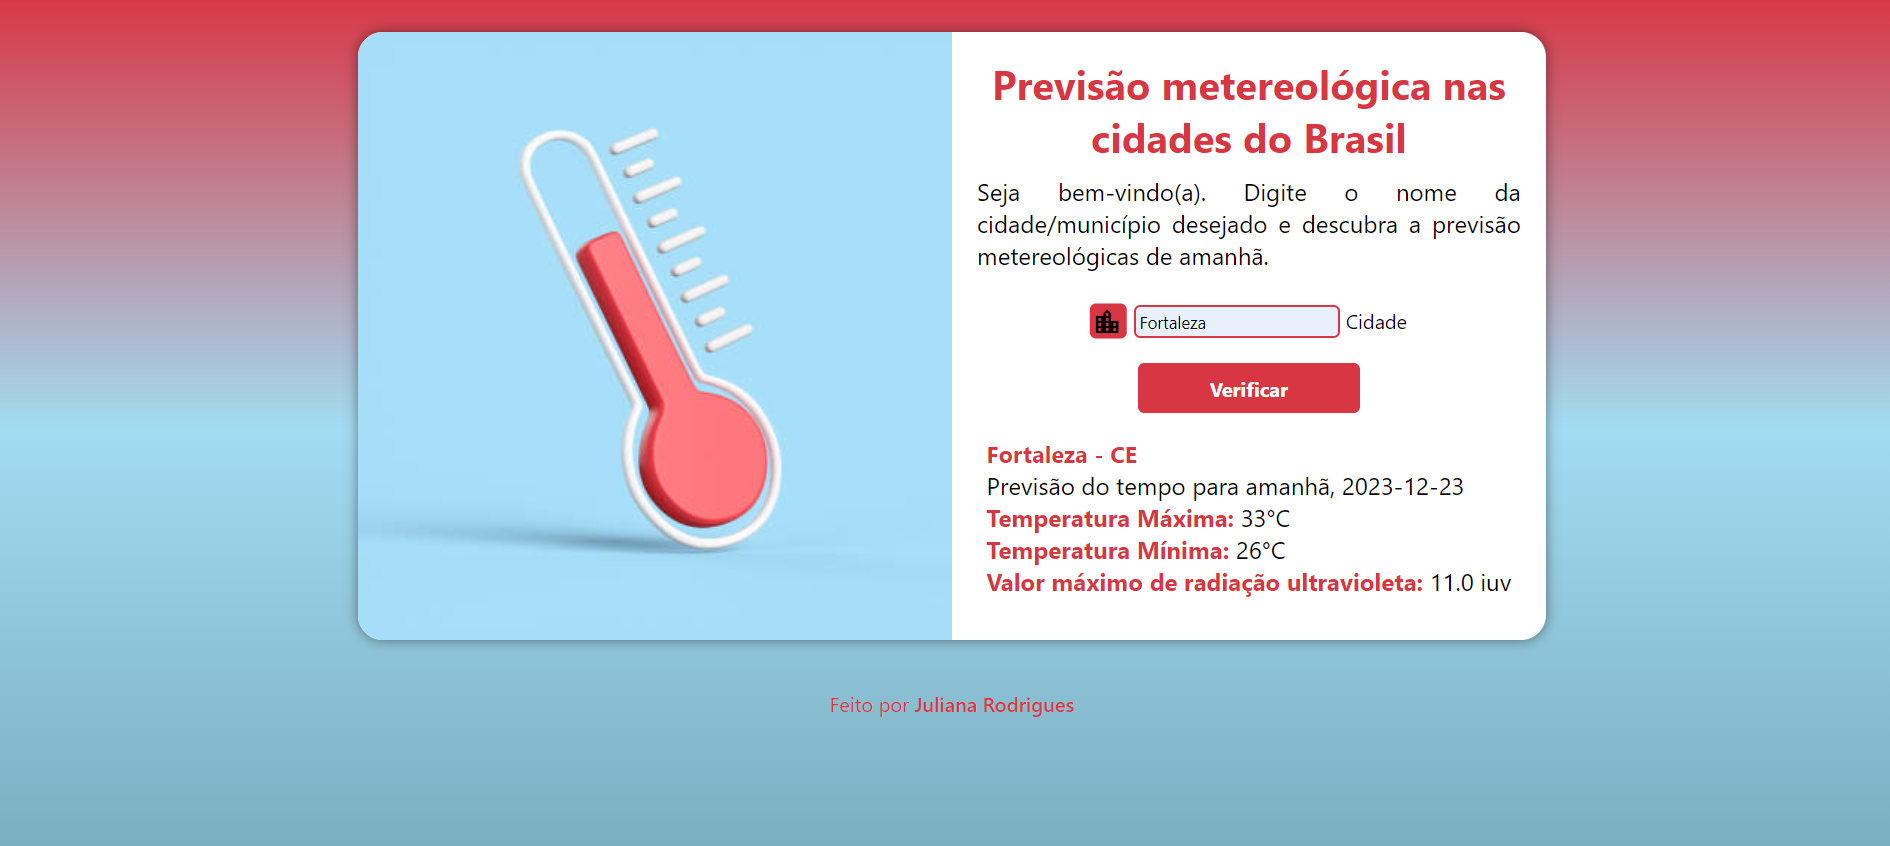 Previsão metereológica nas
cidades do Brasil
Seja bem-vindo(a). Digite o nome da
cidade/município desejado e descubra a previsão
metereológicas de amanhã.
Fortaleza Cidade
Verificar
Fortaleza - CE
Previsão do tempo para amanhã, 2023-12-23
Temperatura Máxima: 33°C
Temperatura Mínima: 26°C
Valor máximo de radiação ultravioleta: 11.0 iuv
Feito por Juliana Rodrigues